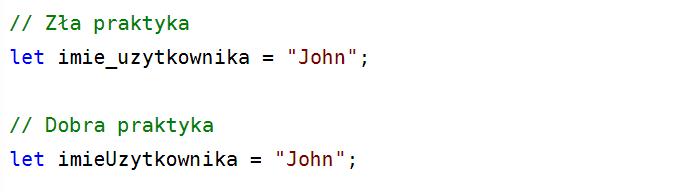 // Zła praktyka
let imie_uzytkownika = "John";
// Dobra praktyka
let imieUzytkownika = "John";